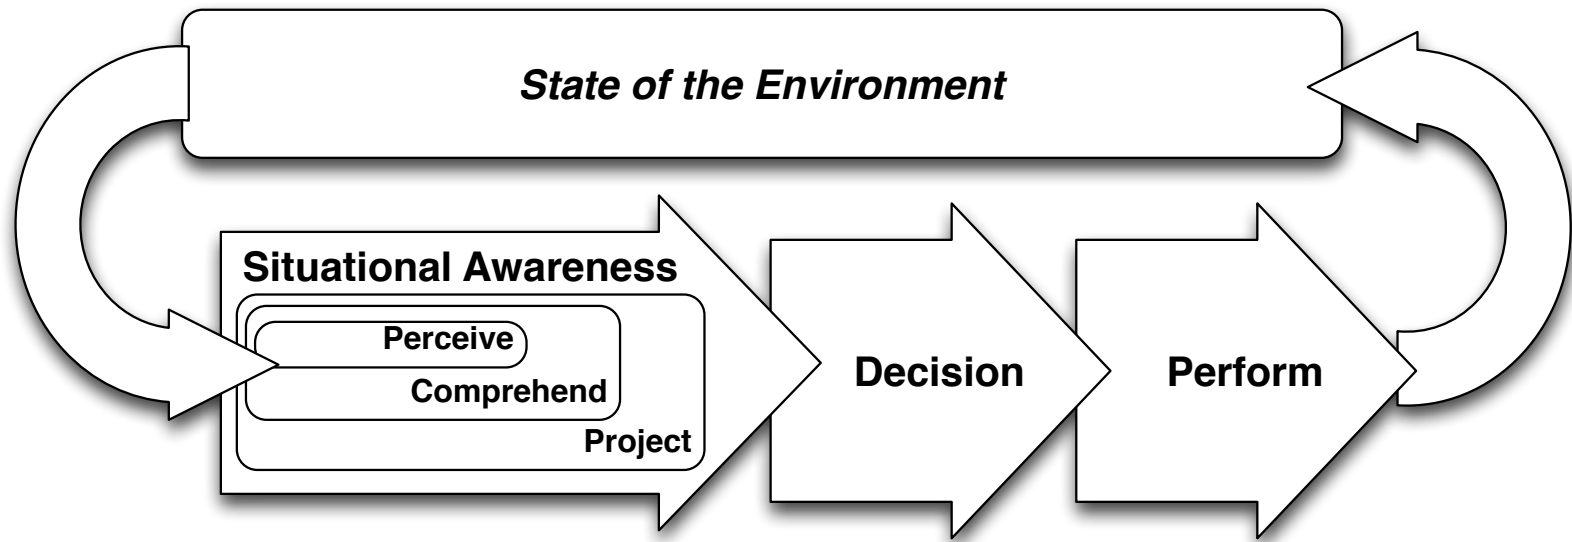 State of the Environment
Situational Awareness
Perceive
Comprehend
Project
Decision
Perform